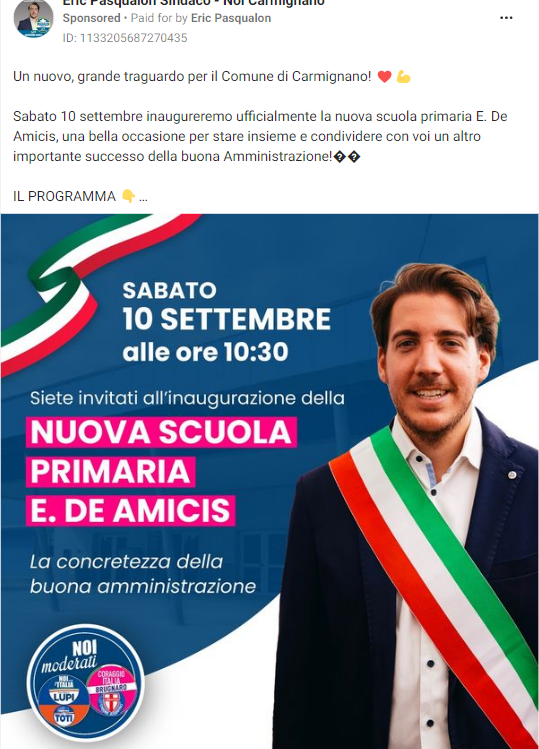 Eric Pasqualon Sindaco - Noi Carmignano
Sponsored • Paid for by Eric Pasqualon
ID: 1133205687270435
Un nuovo, grande traguardo per il Comune di Carmignano! ❤️ 💪
Sabato 10 settembre inaugureremo ufficialmente la nuova scuola primaria E. De
Amicis, una bella occasione per stare insieme e condividere con voi un altro
importante successo della buona Amministrazione!��
IL PROGRAMMA 👇 ...
SABATO
10 SETTEMBRE
alle ore 10:30
Siete invitati all'inaugurazione della
NUOVA SCUOLA
PRIMARIA
E. DE AMICIS
La concretezza della
buona amministrazione
NOI
moderati
NOI L'ITALIA
LUPI
TOTI
CORAGGIO
ITALIA
BRUGNARO